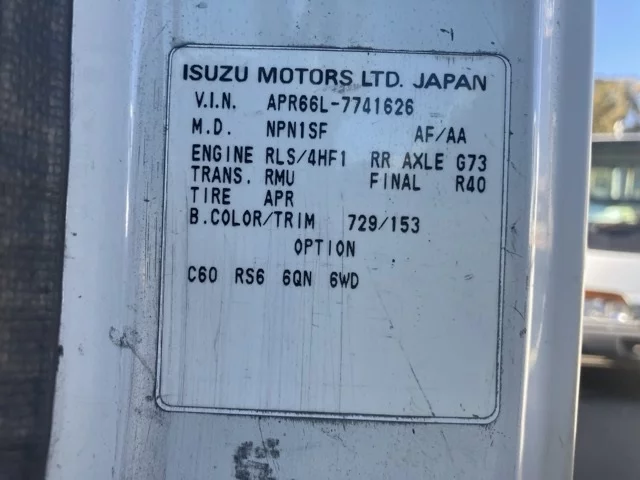 ISUZU MOTORS LTD. JAPAN
V.I.N. APR66L-7741626
M.D. NPN1SF AF/AA
ENGINE RLS/4HF1 RR AXLE G73
TRANS. RMU FINAL R40
TIRE APR
B.COLOR/TRIM 729/153
OPTION
C60 RS6 6QN 6WD